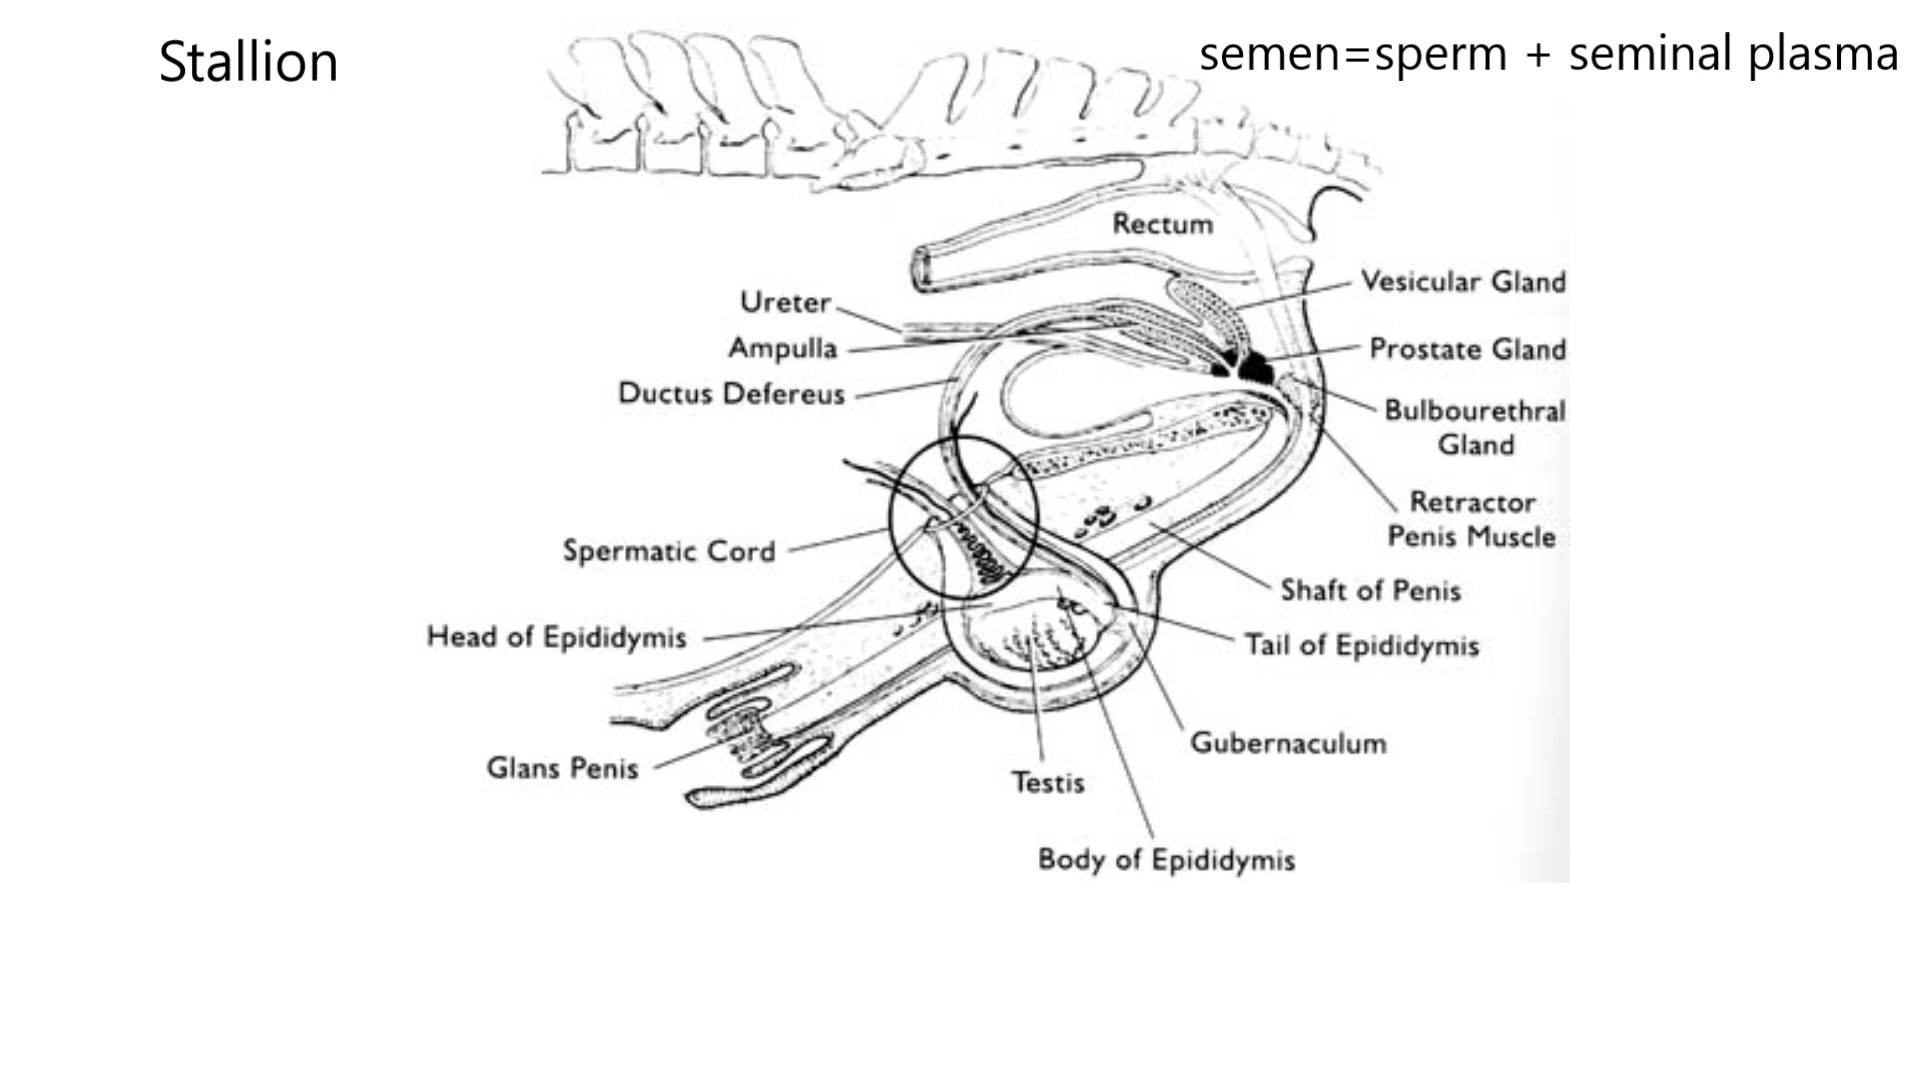 Stallion
semen=sperm + seminal plasma
Rectum
Vesicular Gland
Ureter
Prostate Gland
Ampulla
Ductus Defereus
Bulbourethral
Gland
Retractor
Penis Muscle
Spermatic Cord
Shaft of Penis
Head of Epididymis
Tail of Epididymis
Gubernaculum
Glans Penis
Testis
Body of Epididymis